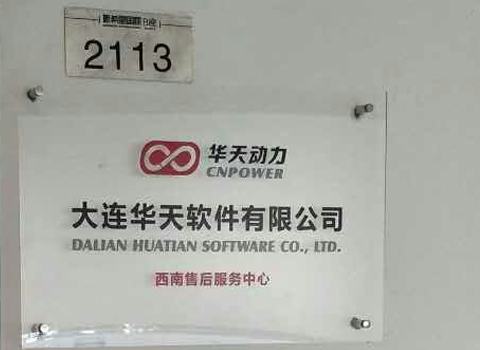 2113
华天动力
CNPOWER
大连华天软件有限公司
DALIAN HUATIAN SOFTWARE CO., LTD.
西南售后服务中心